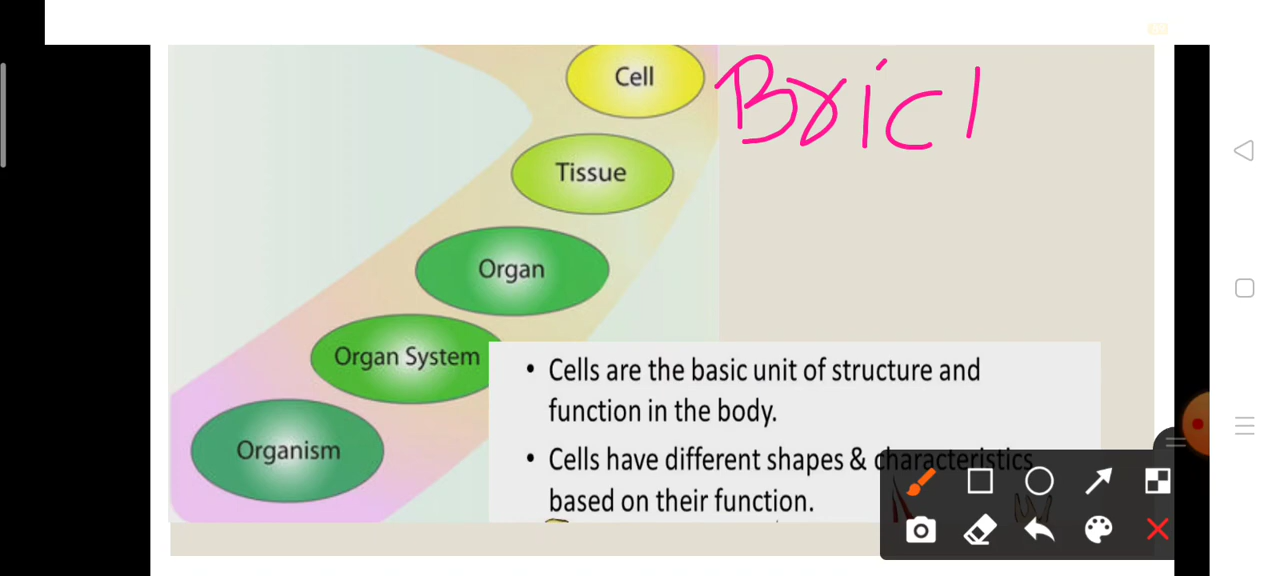 Cell
Bricl
Tissue
Organ
Organ System
Organism
• Cells are the basic unit of structure and
function in the body.
• Cells have different shapes & characteristics
based on their function.